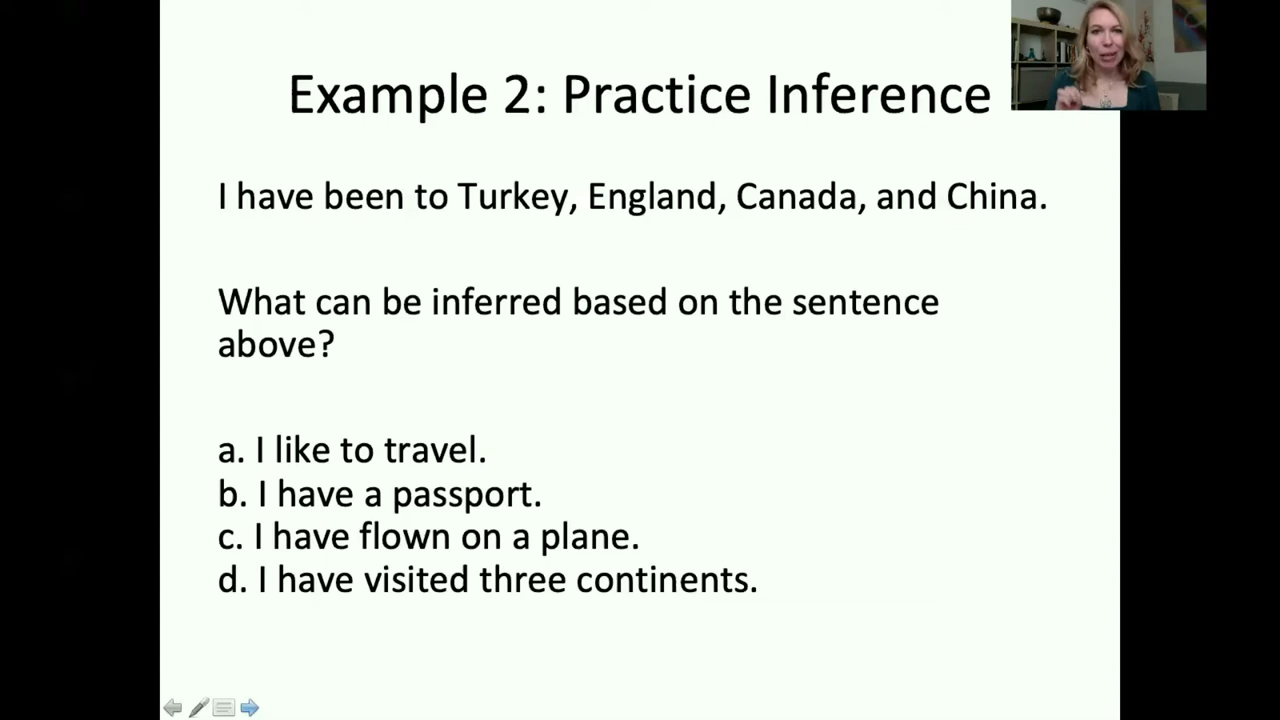 Example 2: Practice Inference
I have been to Turkey, England, Canada, and China.
What can be inferred based on the sentence
above?
a. I like to travel.
b. I have a passport.
c. I have flown on a plane.
d. I have visited three continents.